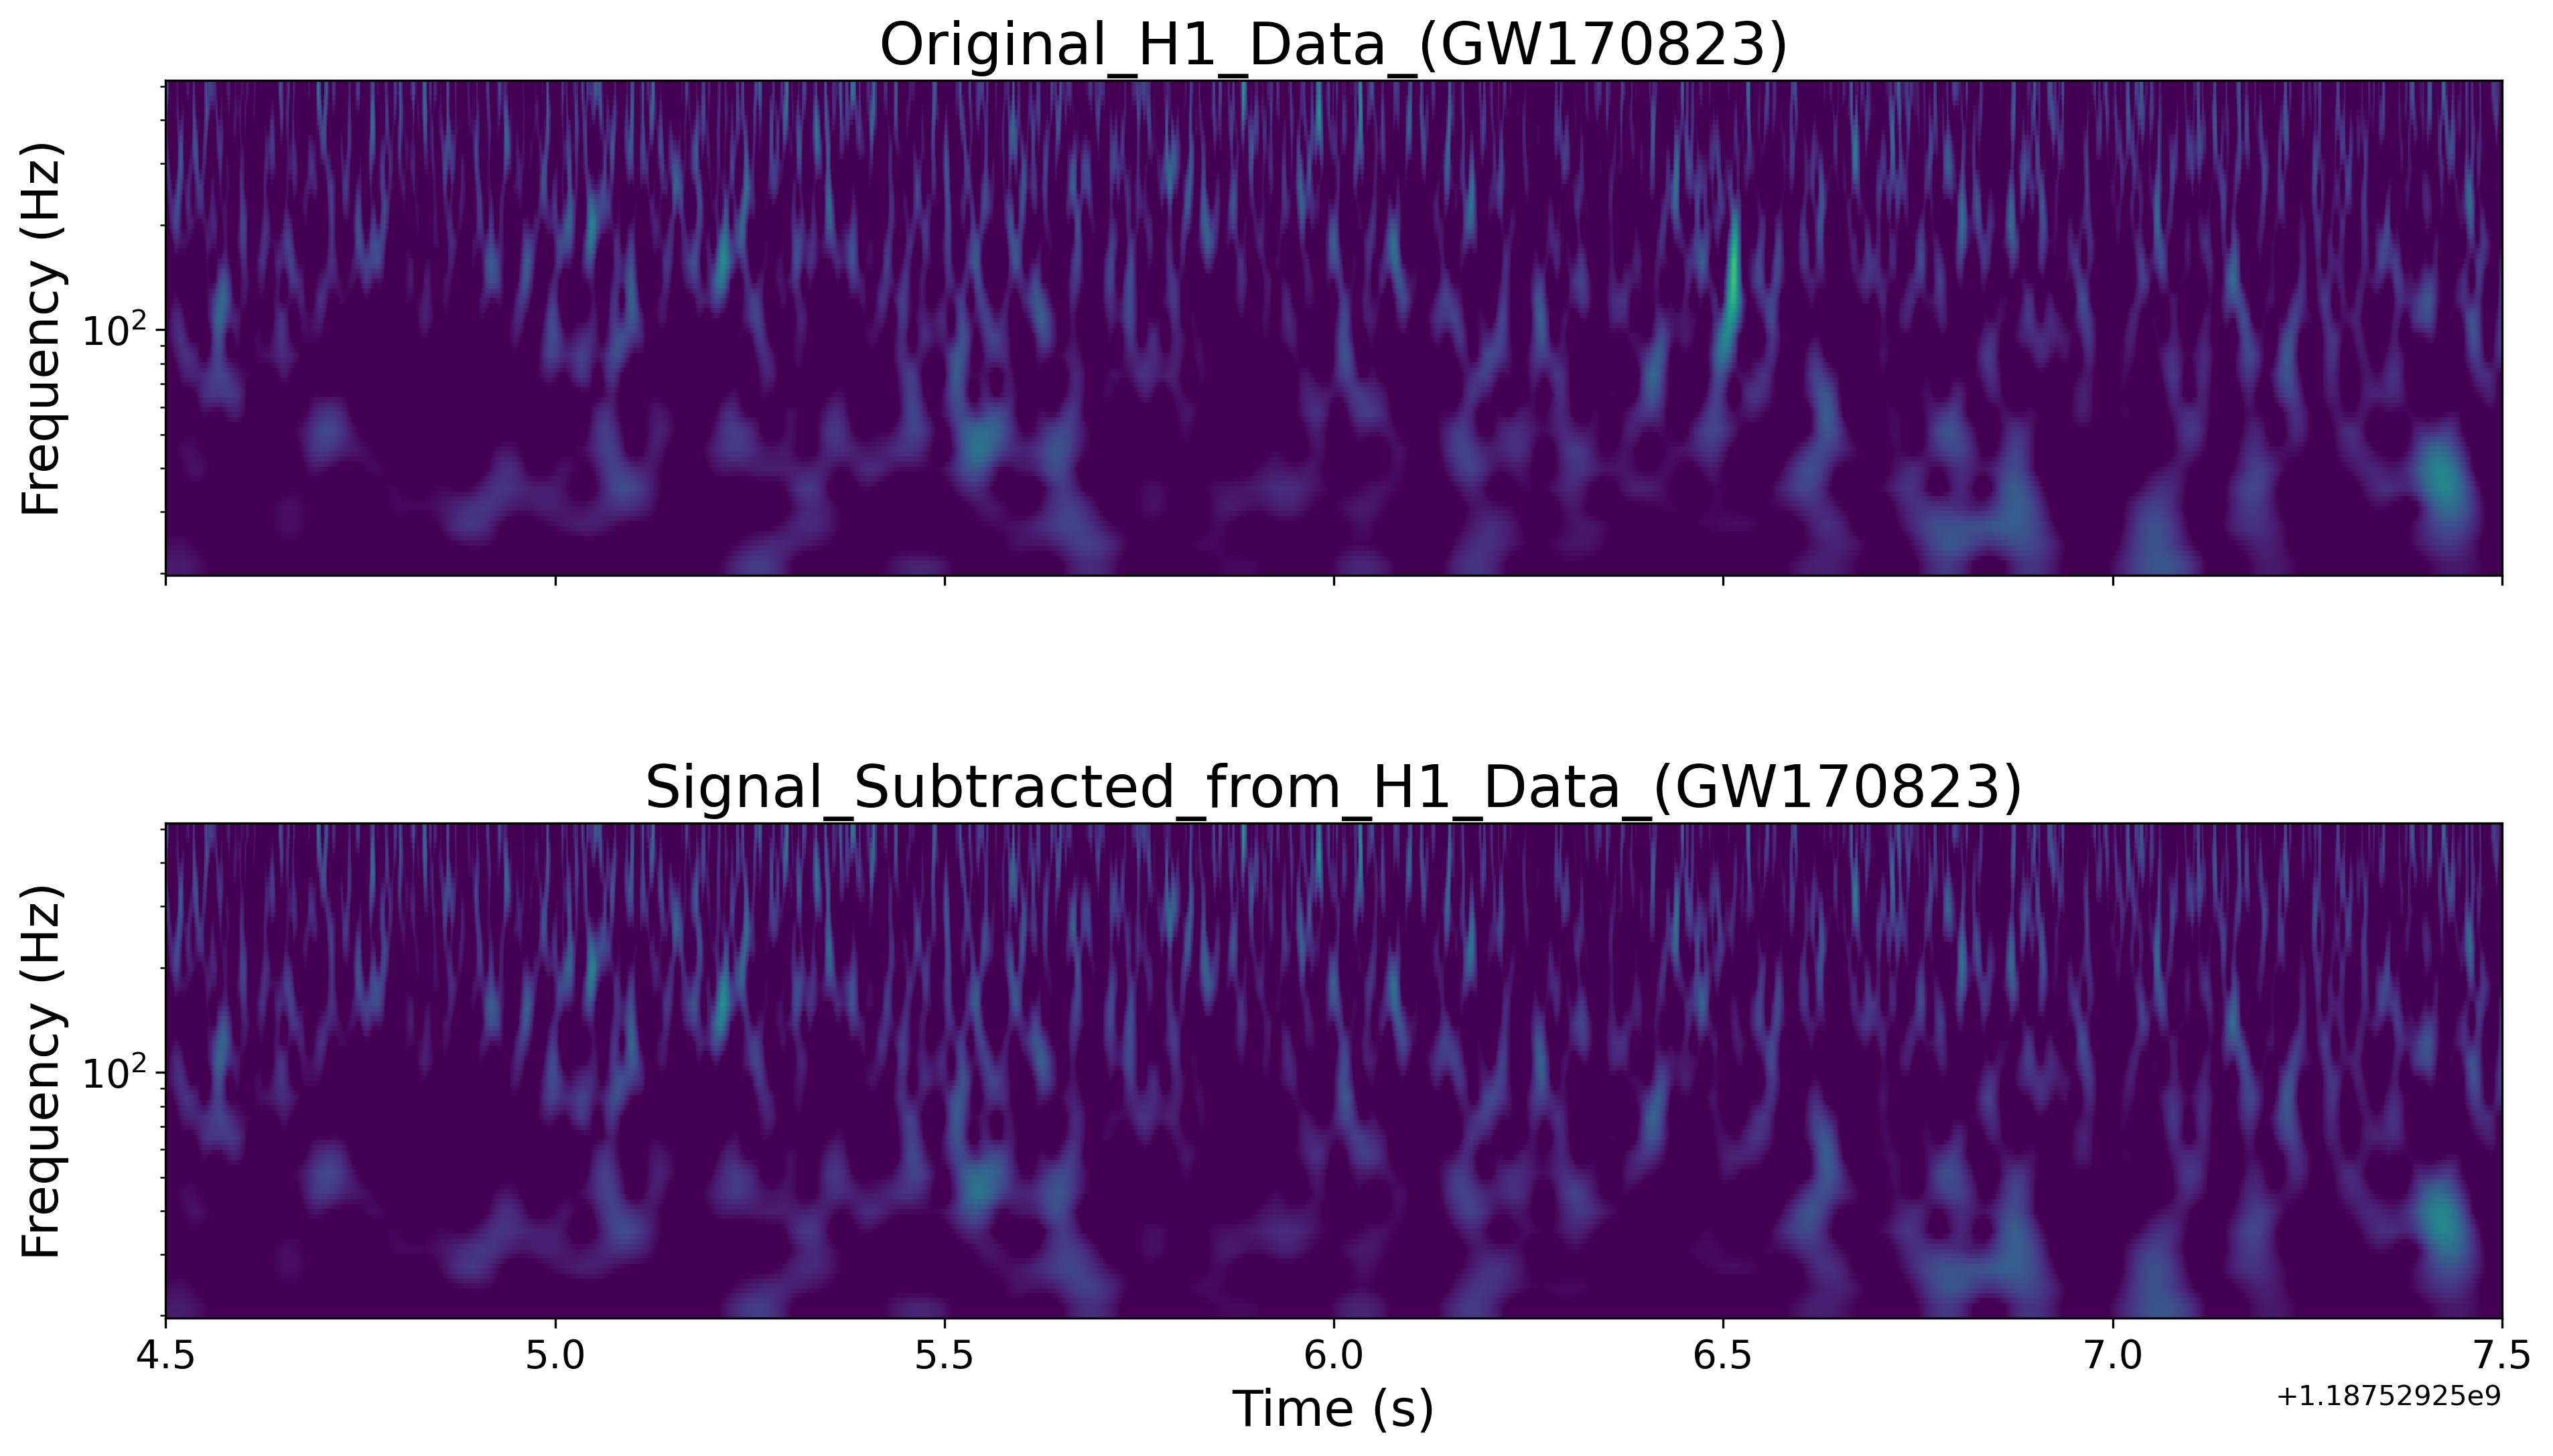 Original_H1_Data_(GW170823)
Frequency (Hz)
10²
Signal_Subtracted_from_H1_Data_(GW170823)
Frequency (Hz)
10²
4.5 5.0 5.5 6.0 6.5 7.0 7.5
Time (s)
+1.18752925e9